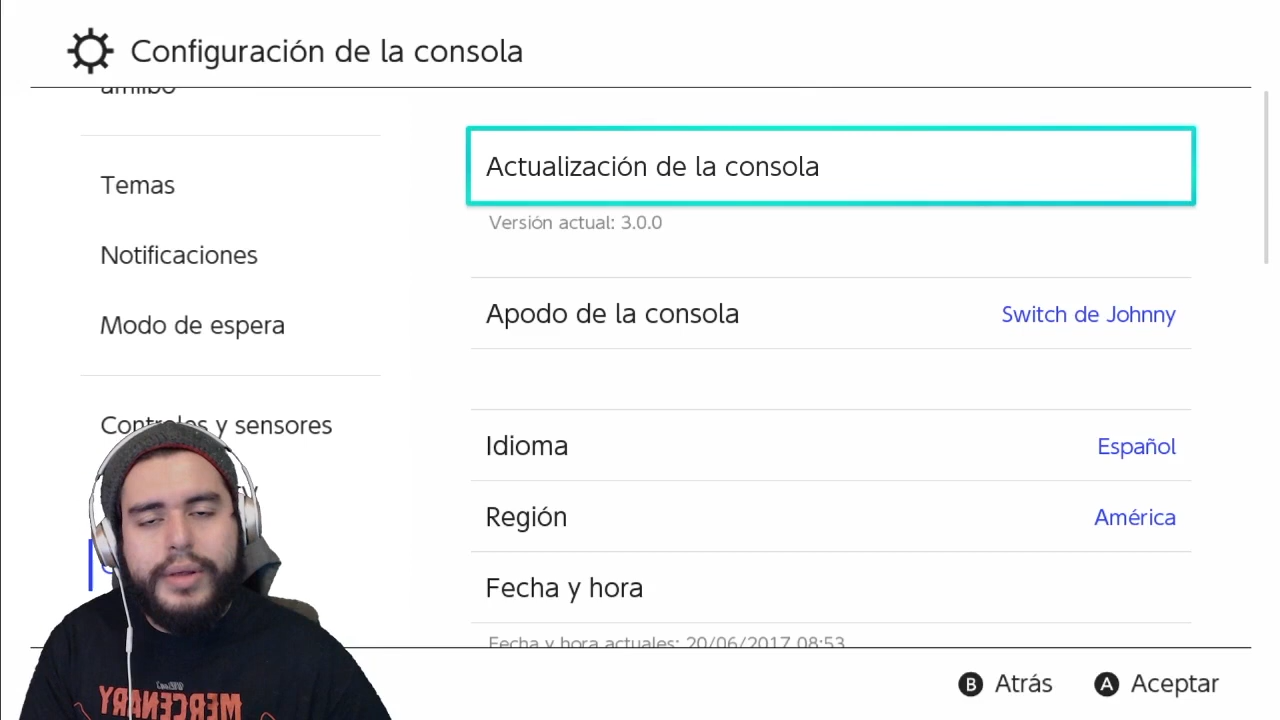 Configuración de la consola
amiibo
Temas
Notificaciones
Modo de espera
Controles y sensores
Actualización de la consola
Versión actual: 3.0.0
Apodo de la consola
Switch de Johnny
Idioma
Español
Región
América
Fecha y hora
Fecha y hora actuales: 20/06/2017 08:53
MERCENARY
B Atrás
A Aceptar